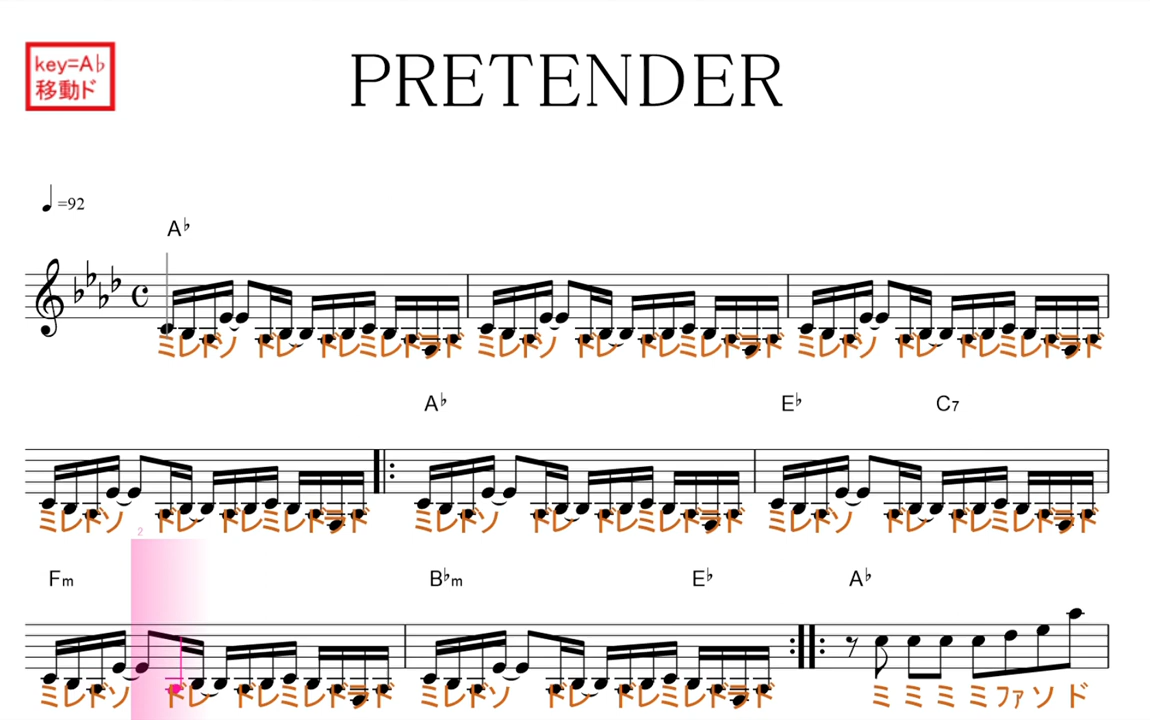 key=A♭
移動ド
PRETENDER
=92
A♭
ミレドソ ドレ ドレミレドラド ミレドソ ドレ ドレミレドラド ミレドソ ドレ ドレミレドラド
A♭ E♭ C7
ミレドソ ドレ ドレミレドラド ミレドソ ドレ ドレミレドラド ミレドソ ドレ ドレミレドラド
2
Fm B♭m E♭ A♭
ミレドソ ドレ ドレミレドラド ミレドソ ドレ ドレミレドラド ミ ミ ミ ミ ファ ソ ド